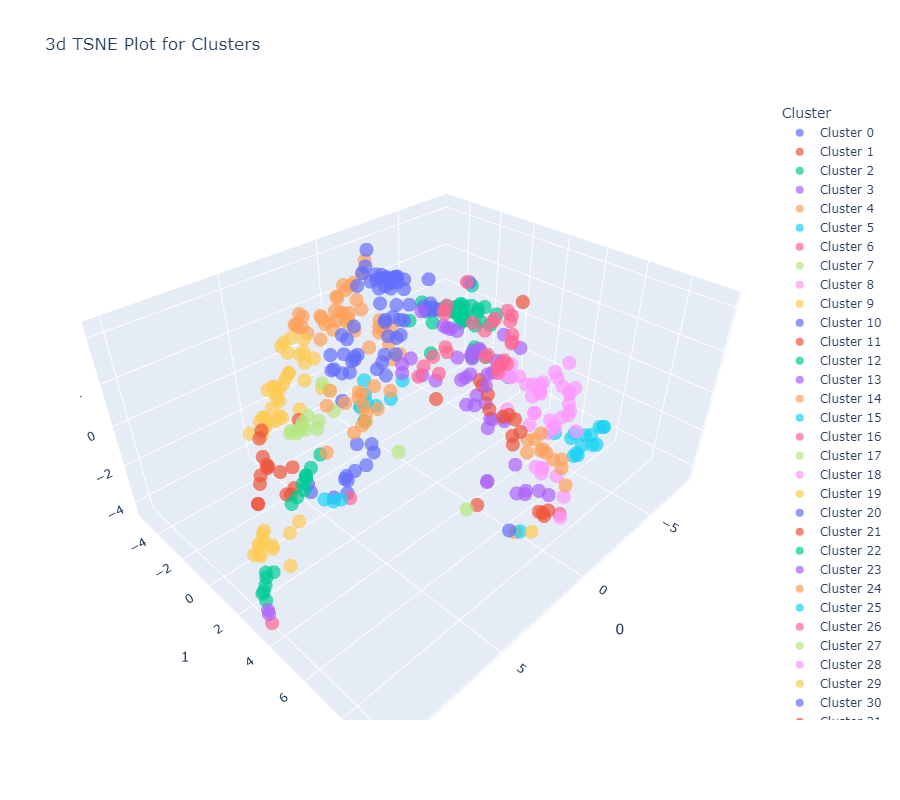 3d TSNE Plot for Clusters
Cluster
Cluster 0
Cluster 1
Cluster 2
Cluster 3
Cluster 4
Cluster 5
Cluster 6
Cluster 7
Cluster 8
Cluster 9
Cluster 10
Cluster 11
Cluster 12
Cluster 13
Cluster 14
Cluster 15
Cluster 16
Cluster 17
Cluster 18
Cluster 19
Cluster 20
Cluster 21
Cluster 22
Cluster 23
Cluster 24
Cluster 25
Cluster 26
Cluster 27
Cluster 28
Cluster 29
Cluster 30
0
−2
−4
−4
−2
0
2
4
6
1
−5
0
5
0